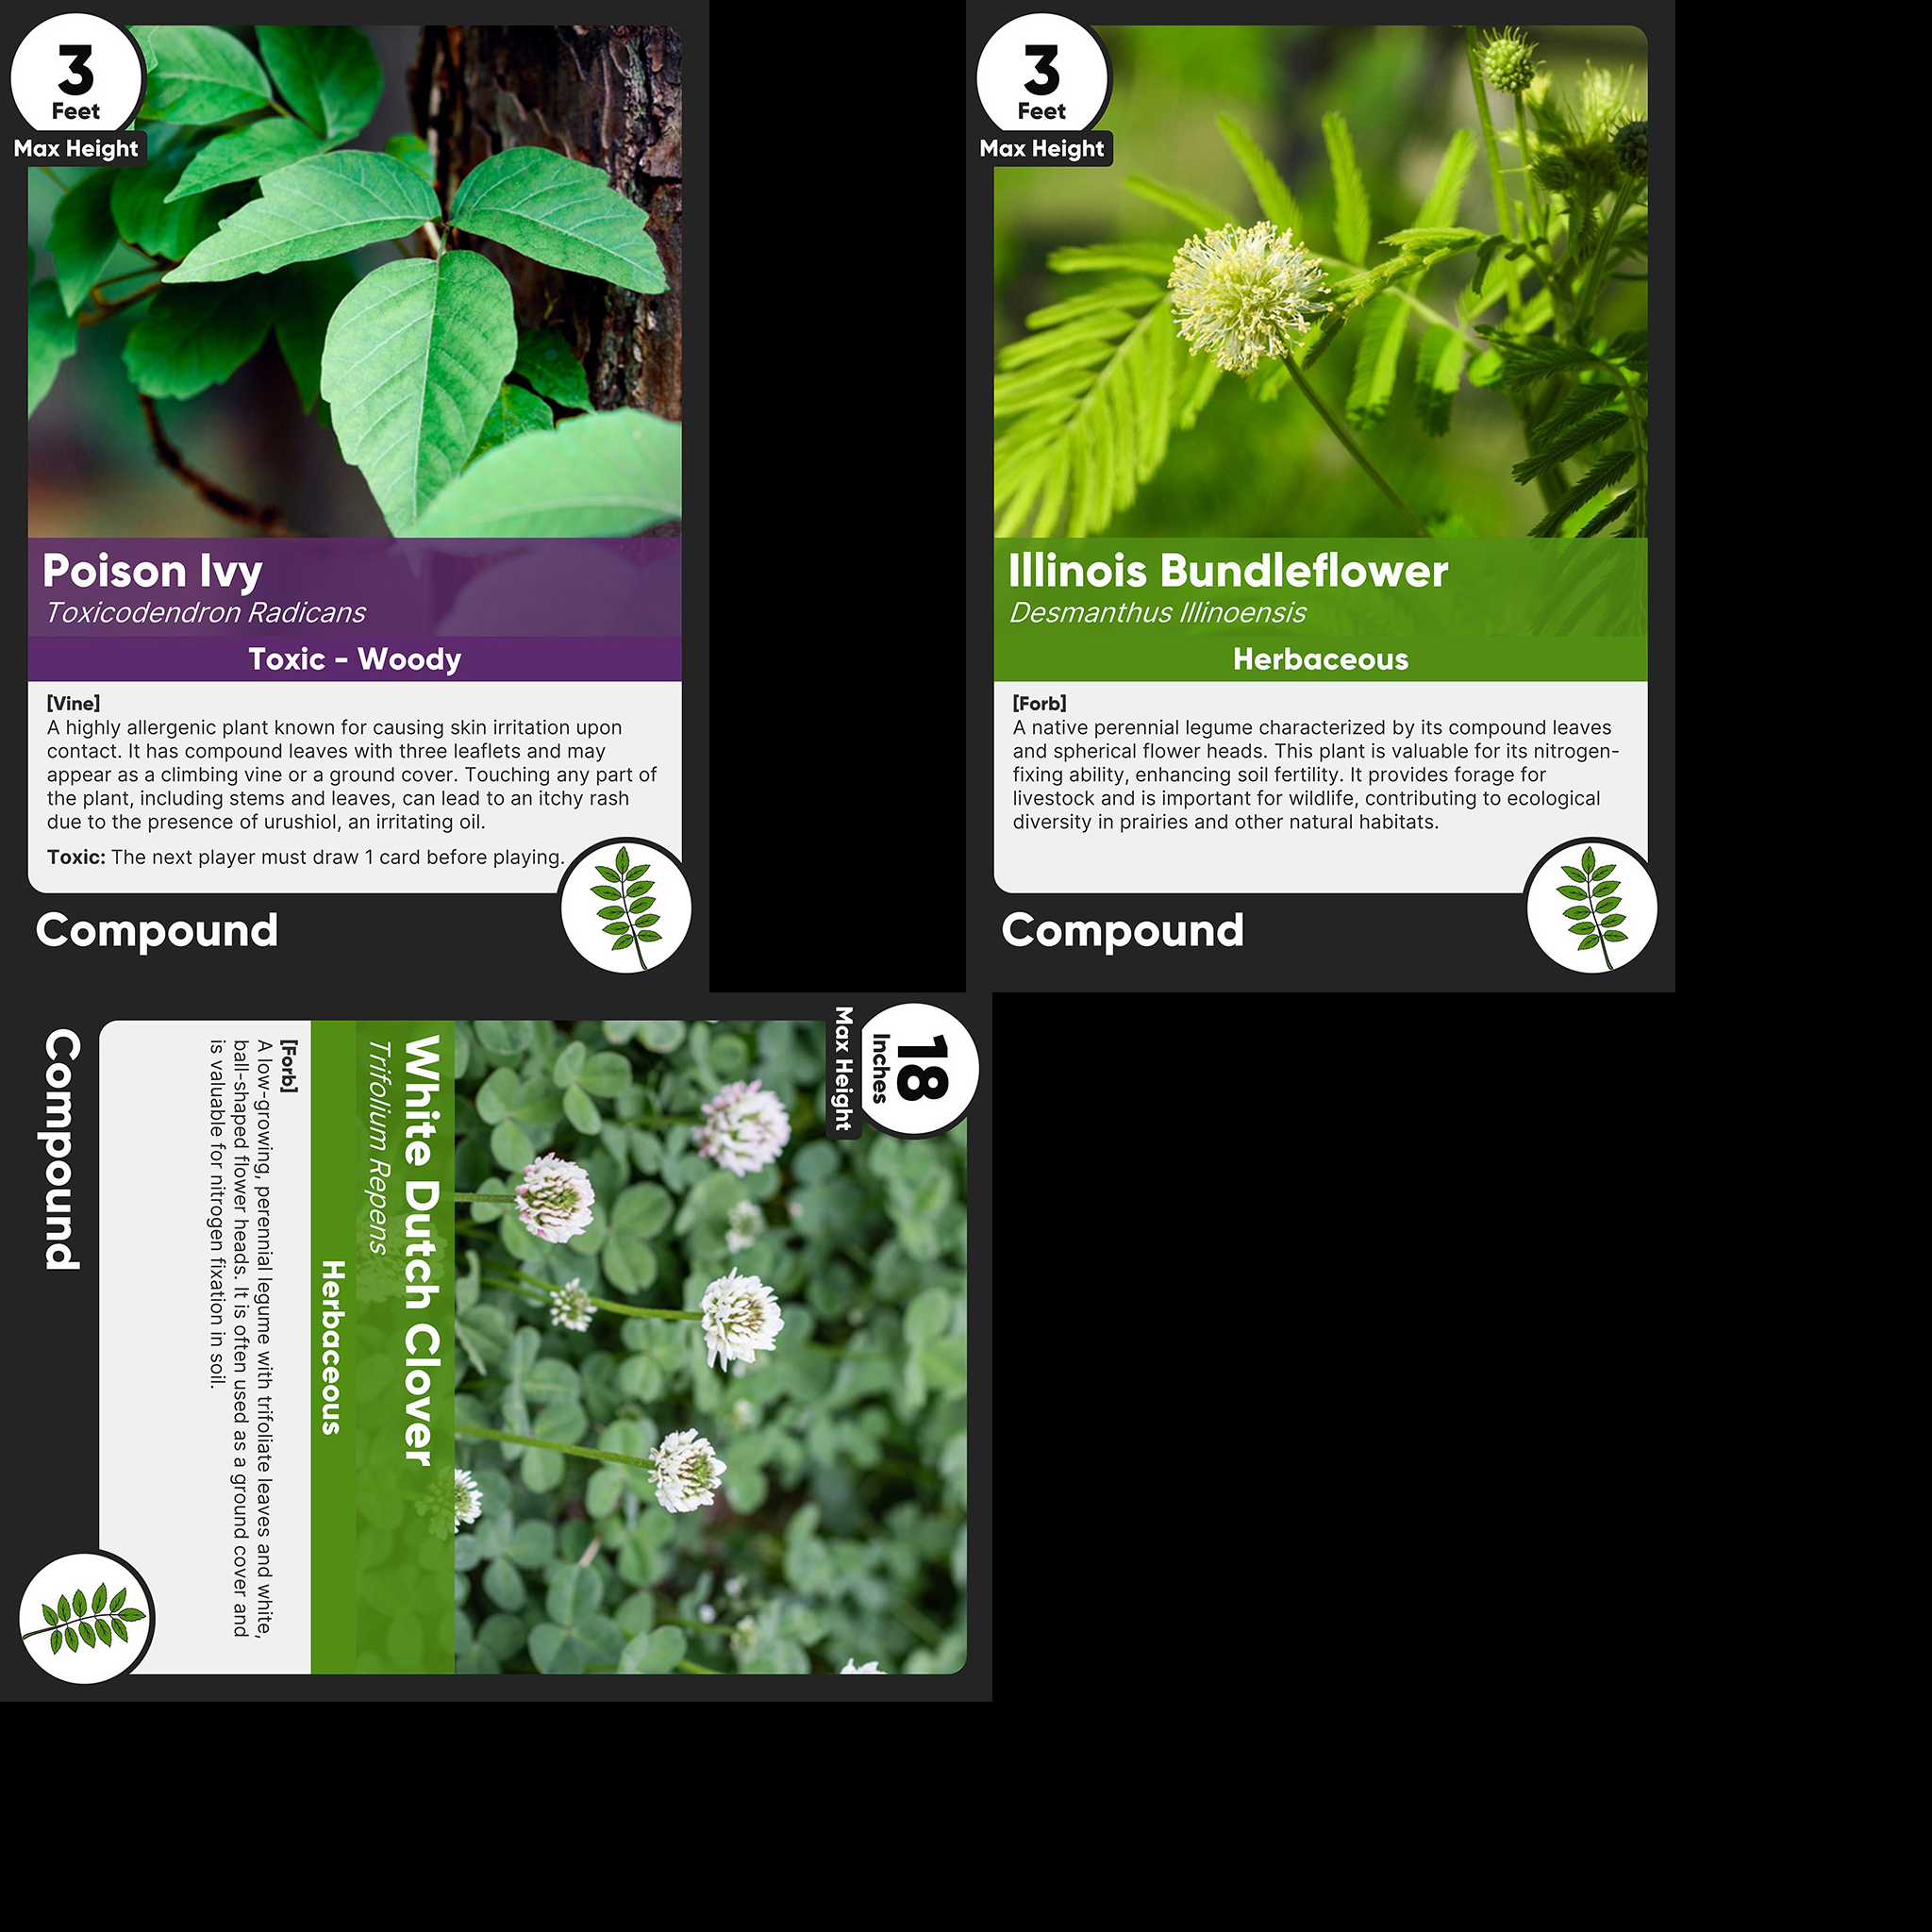 3
Feet
Max Height
Poison Ivy
Toxicodendron Radicans
Toxic - Woody
[Vine]
A highly allergenic plant known for causing skin irritation upon
contact. It has compound leaves with three leaflets and may
appear as a climbing vine or a ground cover. Touching any part of
the plant, including stems and leaves, can lead to an itchy rash
due to the presence of urushiol, an irritating oil.
Toxic: The next player must draw 1 card before playing.
Compound
3
Feet
Max Height
Illinois Bundleflower
Desmanthus Illinoensis
Herbaceous
[Forb]
A native perennial legume characterized by its compound leaves
and spherical flower heads. This plant is valuable for its nitrogen-
fixing ability, enhancing soil fertility. It provides forage for
livestock and is important for wildlife, contributing to ecological
diversity in prairies and other natural habitats.
Compound
18
Inches
Max Height
White Dutch Clover
Trifolium Repens
Herbaceous
[Forb]
A low-growing, perennial legume with trifoliate leaves and white,
ball-shaped flower heads. It is often used as a ground cover and
is valuable for nitrogen fixation in soil.
Compound